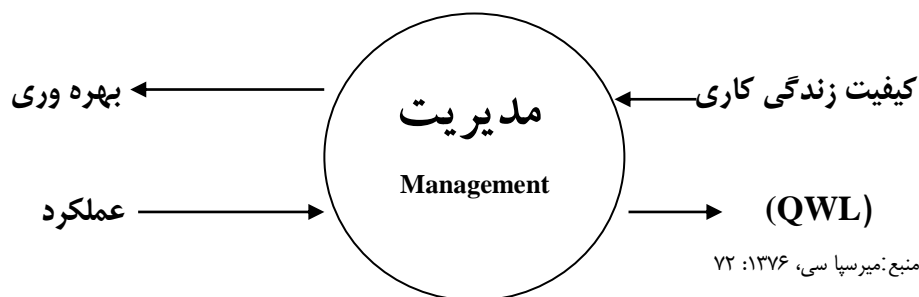 کیفیت زندگی کاری
مدیریت
بهره وری
Management
(QWL)
عملکرد
منبع:میرسپا سی، ۱۳۷۶: ۷۲